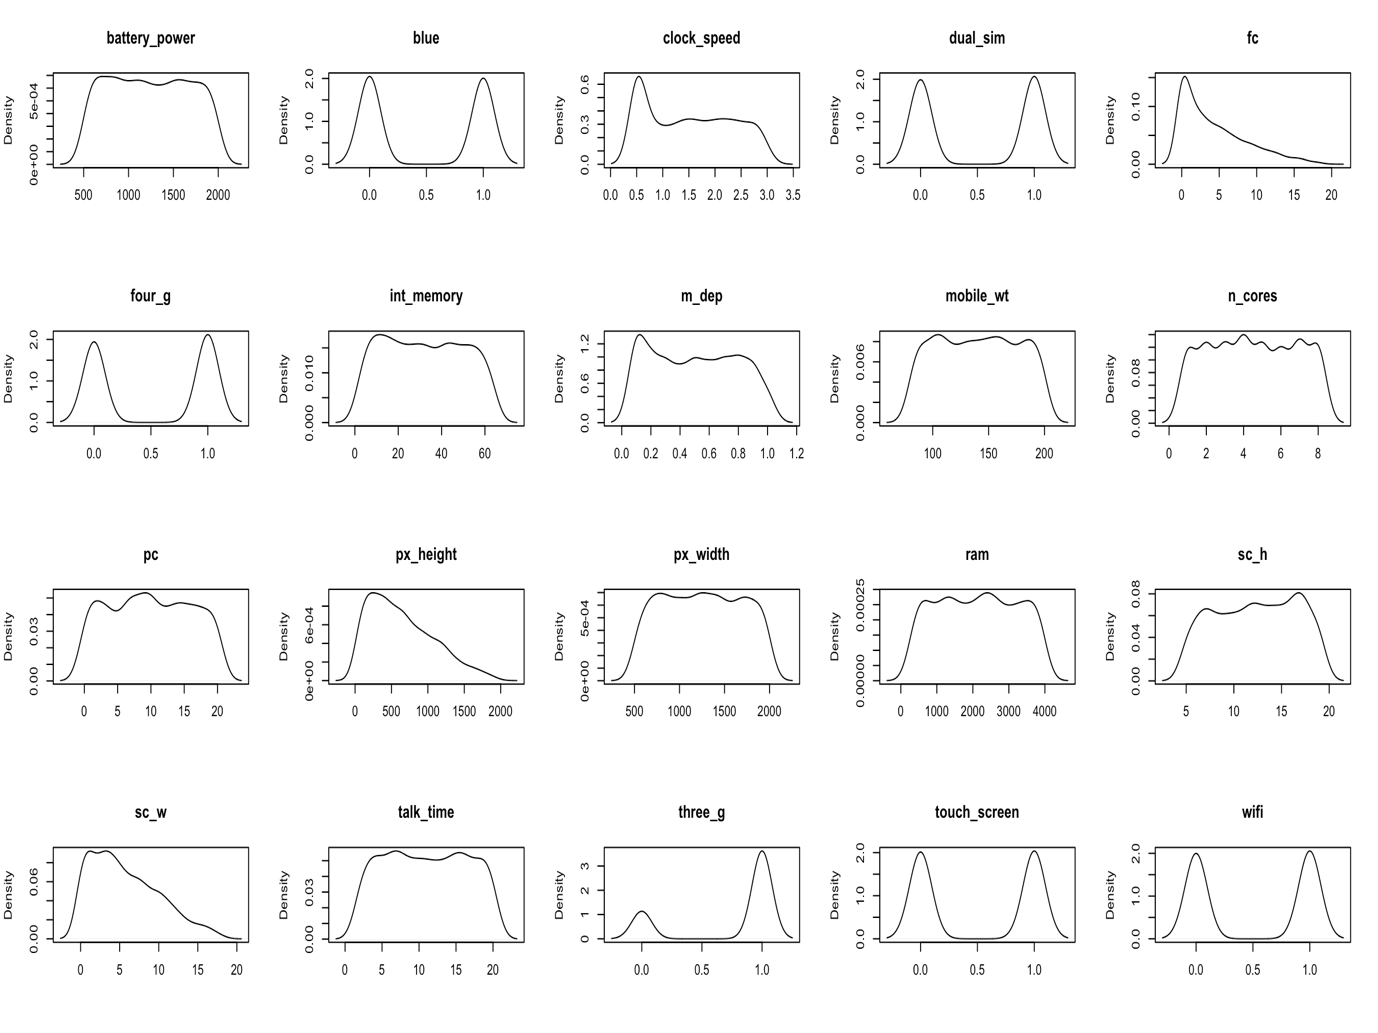 battery_power blue clock_speed dual_sim fc
Density 0e+00 5e-04 Density 0.0 1.0 2.0 Density 0.0 0.3 0.6 Density 0.0 1.0 2.0 Density 0.00 0.10
500 1000 1500 2000 0.0 0.5 1.0 0.0 0.5 1.0 1.5 2.0 2.5 3.0 3.5 0.0 0.5 1.0 0 5 10 15 20
four_g int_memory m_dep mobile_wt n_cores
Density 0.0 1.0 2.0 Density 0.000 0.010 Density 0.0 0.6 1.2 Density 0.000 0.006 Density 0.00 0.08
0.0 0.5 1.0 0 20 40 60 0.0 0.2 0.4 0.6 0.8 1.0 1.2 100 150 200 0 2 4 6 8
pc px_height px_width ram sc_h
Density 0.00 0.03 Density 0e+00 6e-04 Density 0e+00 5e-04 Density 0.00000 0.00025 Density 0.00 0.04 0.08
0 5 10 15 20 0 500 1000 1500 2000 500 1000 1500 2000 0 1000 2000 3000 4000 5 10 15 20
sc_w talk_time three_g touch_screen wifi
Density 0.00 0.06 Density 0.00 0.03 Density 0 1 2 3 Density 0.0 1.0 2.0 Density 0.0 1.0 2.0
0 5 10 15 20 0 5 10 15 20 0.0 0.5 1.0 0.0 0.5 1.0 0.0 0.5 1.0